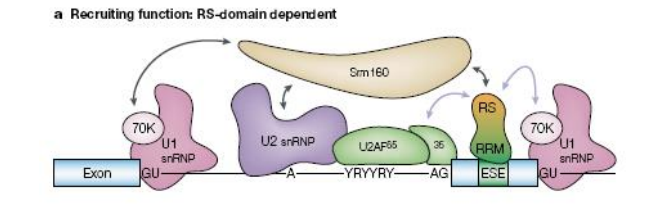 a Recruiting function: RS-domain dependent
Srm160
RS
70K
70K
U1
snRNP
U2 snRNP
U2AF65
35
RRM
U1
snRNP
Exon
GU
A
YRYYRY
AG
ESE
GU